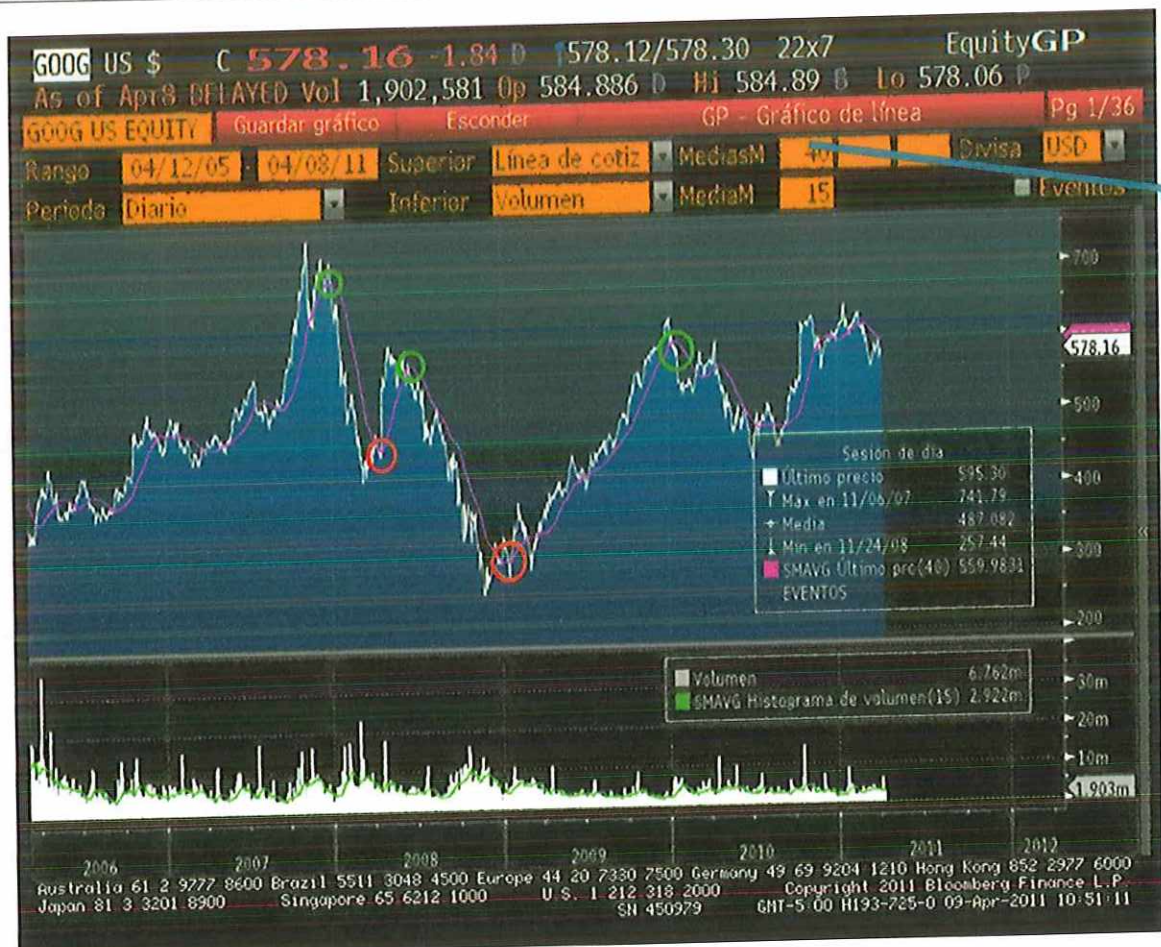 GOOG US $ C 578.16 -1.84 D ↑578.12/578.30 22x7 EquityGP
As of Apr8 DELAYED Vol 1,902,581 Op 584.886 D Hi 584.89 B Lo 578.06 P
GOOG US EQUITY Guardar gráfico Esconder GP - Gráfico de línea Pg 1/36
Rango 04/12/05 - 04/08/11 Superior Línea de cotiz MediasM 40 Divisa USD
Periodo Diario Inferior Volumen MediaM 15 Eventos
700
578.16
500
400
300
200
Sesión de día
Último precio 595.30
Máx en 11/06/07 741.79
Media 487.082
Mín en 11/24/08 257.44
SMAVG Último prc(40) 559.9831
EVENTOS
Volumen 6.762m
SMAVG Histograma de volumen(15) 2.922m
30m
20m
10m
1.903m
2006 2007 2008 2009 2010 2011 2012
Australia 61 2 9777 8600 Brazil 5511 3048 4500 Europe 44 20 7330 7500 Germany 49 69 9204 1210 Hong Kong 852 2977 6000
Japan 81 3 3201 8900 Singapore 65 6212 1000 U.S. 1 212 318 2000 Copyright 2011 Bloomberg Finance L.P.
SN 450979 GMT-5:00 H193-725-0 09-Apr-2011 10:51:11